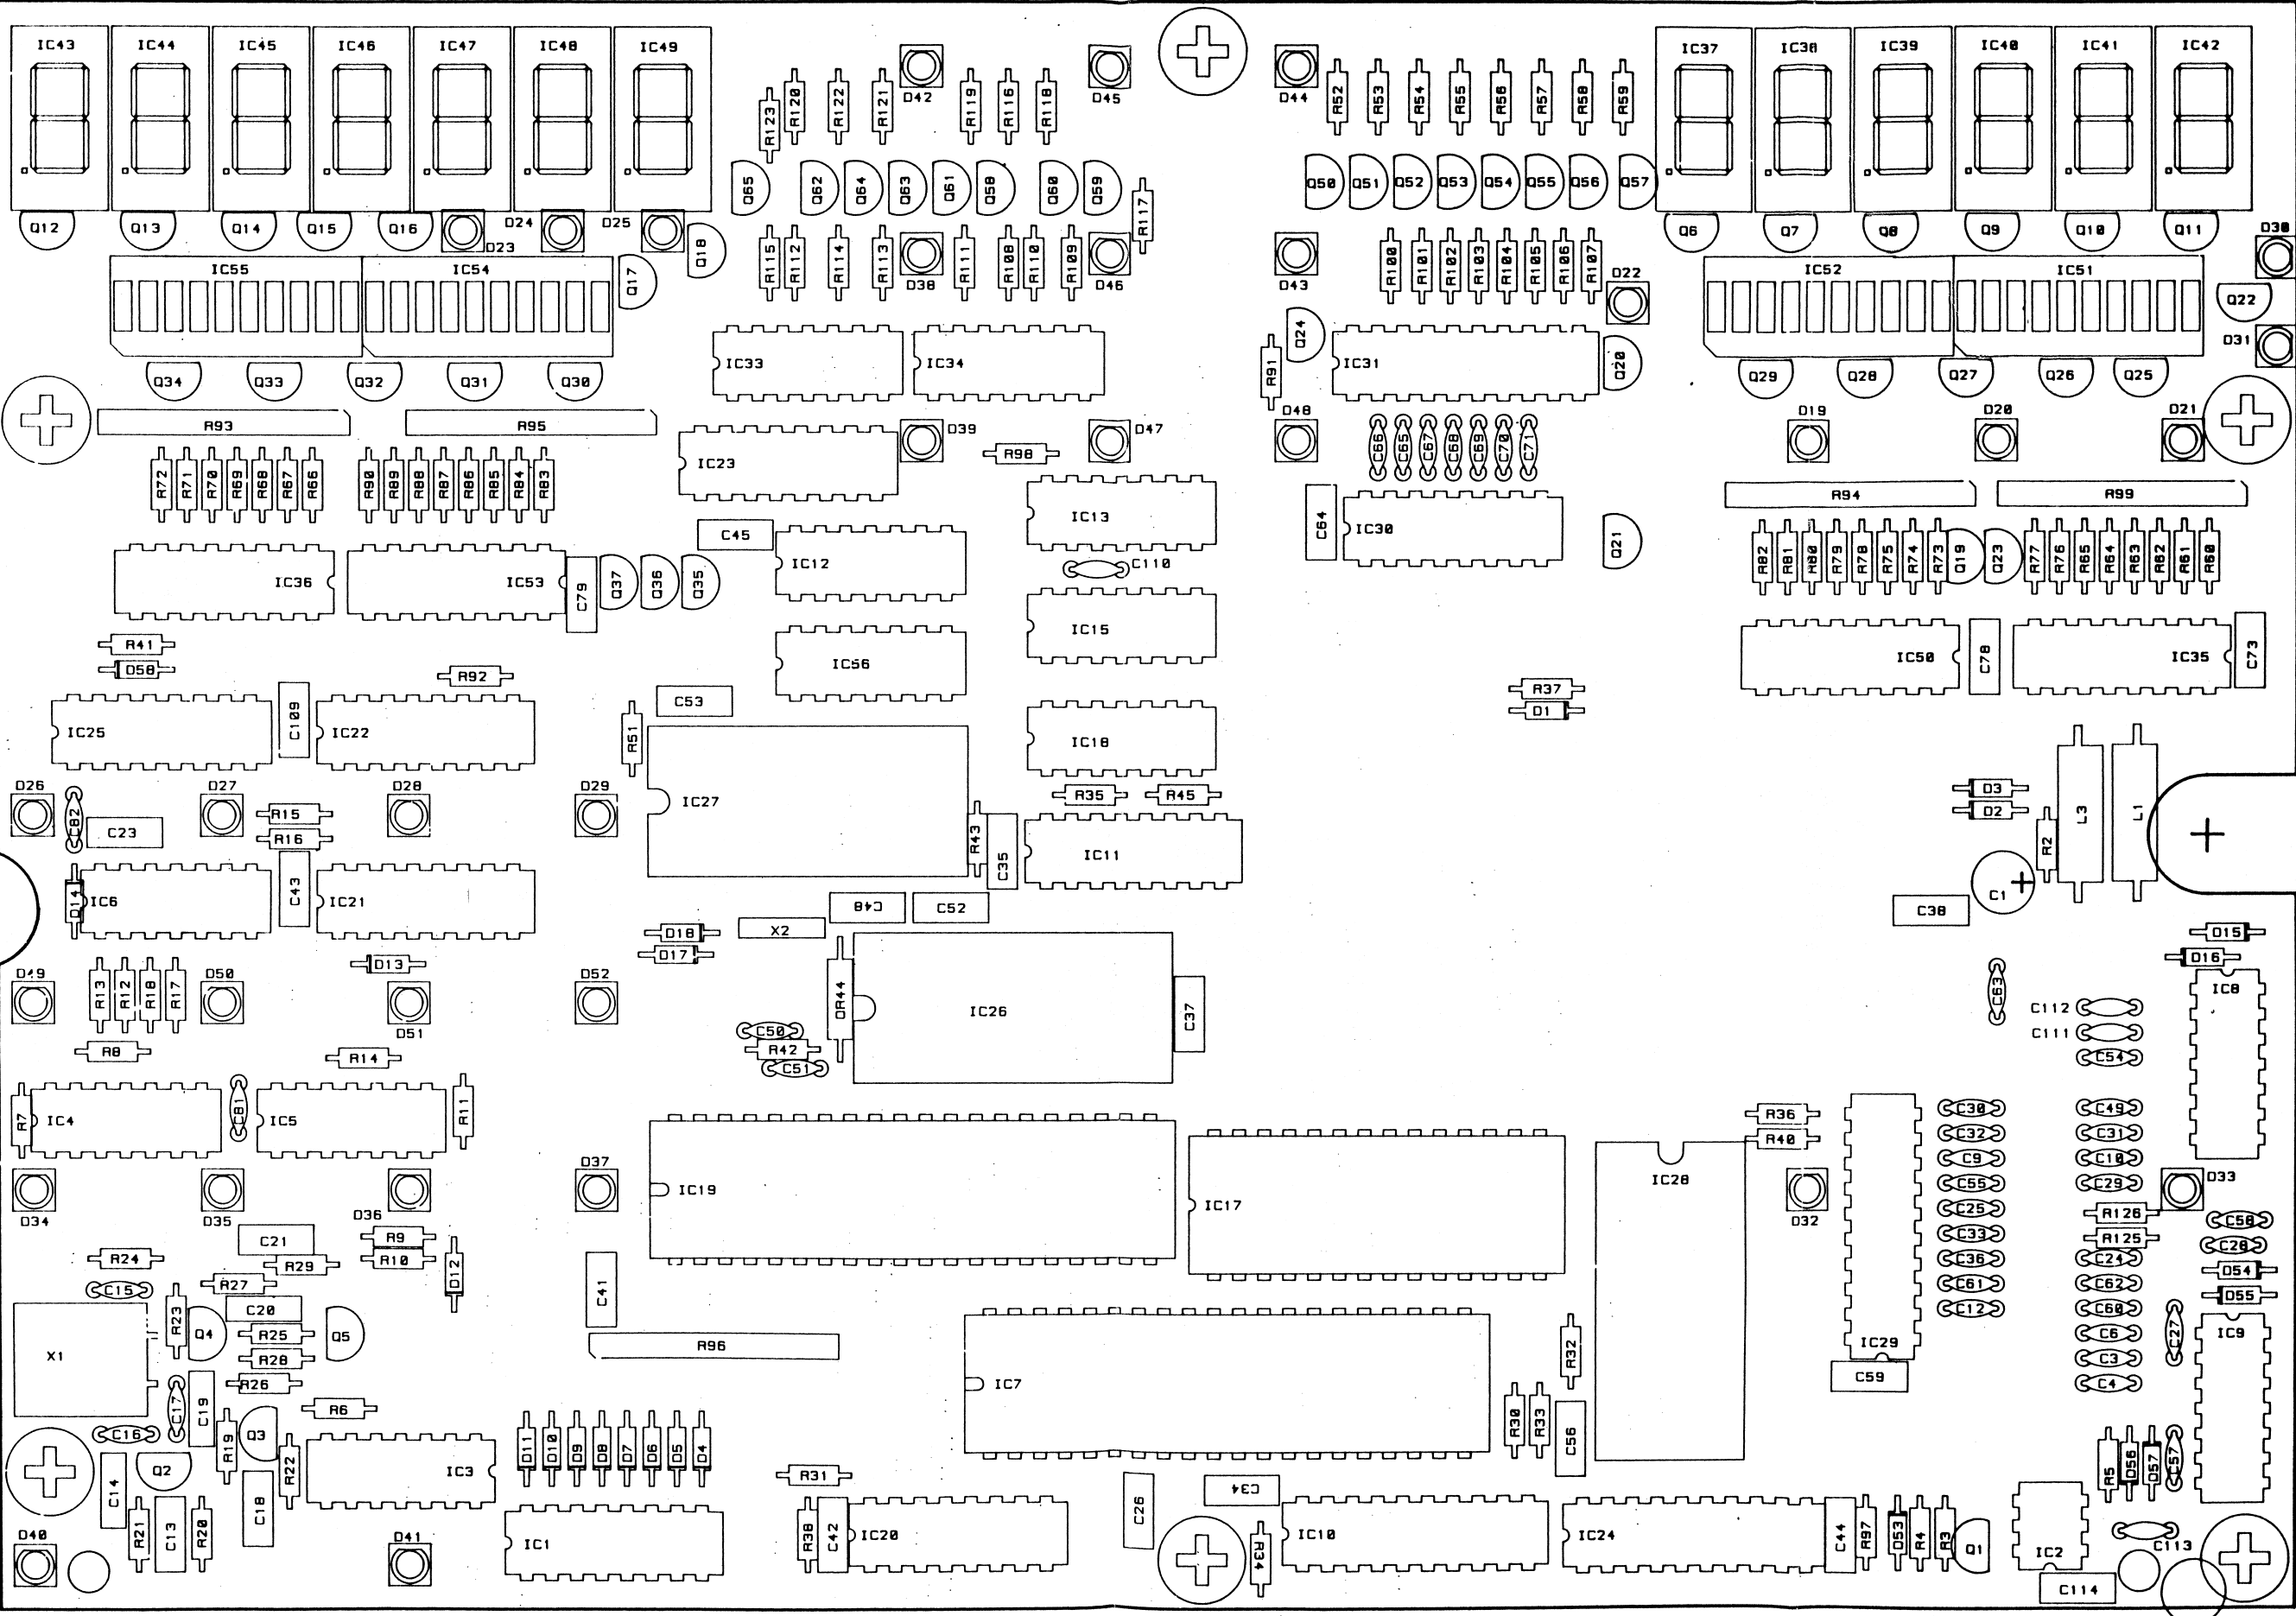 IC43 IC44 IC45 IC46 IC47 IC48 IC49 IC37 IC38 IC39 IC40 IC41 IC42
R123 R120 R122 R121 D42 R119 R116 R118 D45 D44 R52 R53 R54 R55 R56 R57 R58 R59
Q65 Q62 Q64 Q63 Q61 Q58 Q60 Q59 R117 Q50 Q51 Q52 Q53 Q54 Q55 Q56 Q57
Q12 Q13 Q14 Q15 Q16 D23 D24 D25 Q18 Q6 Q7 Q8 Q9 Q10 Q11 D30
R115 R112 R114 R113 D38 R111 R108 R110 R109 D46 D43 R100 R101 R102 R103 R104 R105 R106 R107 D22
IC55 IC54 Q17 IC52 IC51 Q22
IC33 IC34 R91 Q24 IC31 Q20 D31
Q34 Q33 Q32 Q31 Q30 Q29 Q28 Q27 Q26 Q25
R93 R95 D39 D47 D48 D19 D20 D21
IC23 R98 C66 C65 C67 C68 C69 C70 C71
R72 R71 R70 R69 R68 R67 R66 R90 R89 R88 R87 R86 R85 R84 R83 R94 R99
C45 IC13 C64 IC30 Q21
R82 R81 R80 R79 R78 R75 R74 R73 Q19 Q23 R77 R76 R65 R64 R63 R62 R61 R60
IC36 IC53 C79 Q37 Q36 Q35 IC12 C110
R41 IC15
D58 R92 IC56 IC50 C78 IC35 C73
C53 R37
D1
IC25 C109 IC22 R51 IC18
D26 D27 D28 D29 IC27 R35 R45 D3
C82 C23 R15 D2
R16 R43 C35 IC11 R2 L3 L1
D14 IC6 C43 IC21 C48 C52 C38 C1
D18 X2 D15
D17 D16
D49 D50 D13 D52 IC8
R13 R12 R18 R17 D51 OR44 IC26 C37 C63 C112
C50 C111
R8 R14 R42 C54
C51
R7 IC4 C81 IC5 R11 R36 C30 C49
R40 C32 C31
D37 C9 C10
IC19 IC17 IC28 C55 C29 D33
D34 D35 D36 D32 C25 R126 C58
C21 R9 C33 R125 C28
R24 R29 R10 D12 C36 C24 D54
C15 R27 C41 C61 C62 D55
R23 C20 C12 C60
X1 Q4 R25 Q5 R96 R32 IC29 C6 C27 IC9
R28 C3
R26 IC7 C59 C4
C17 C19 R6
C16 R19 Q3 R30 R33 C56
C14 Q2 R22 IC3 D11 D10 D9 D8 D7 D6 D5 D4 R31 R5 D56 D57 C57
C18 C26 C34
R21 C13 R20 D40 D41 IC1 R38 C42 IC20 R34 IC10 IC24 C44 R97 D53 R4 R3 Q1 IC2 C113
C114